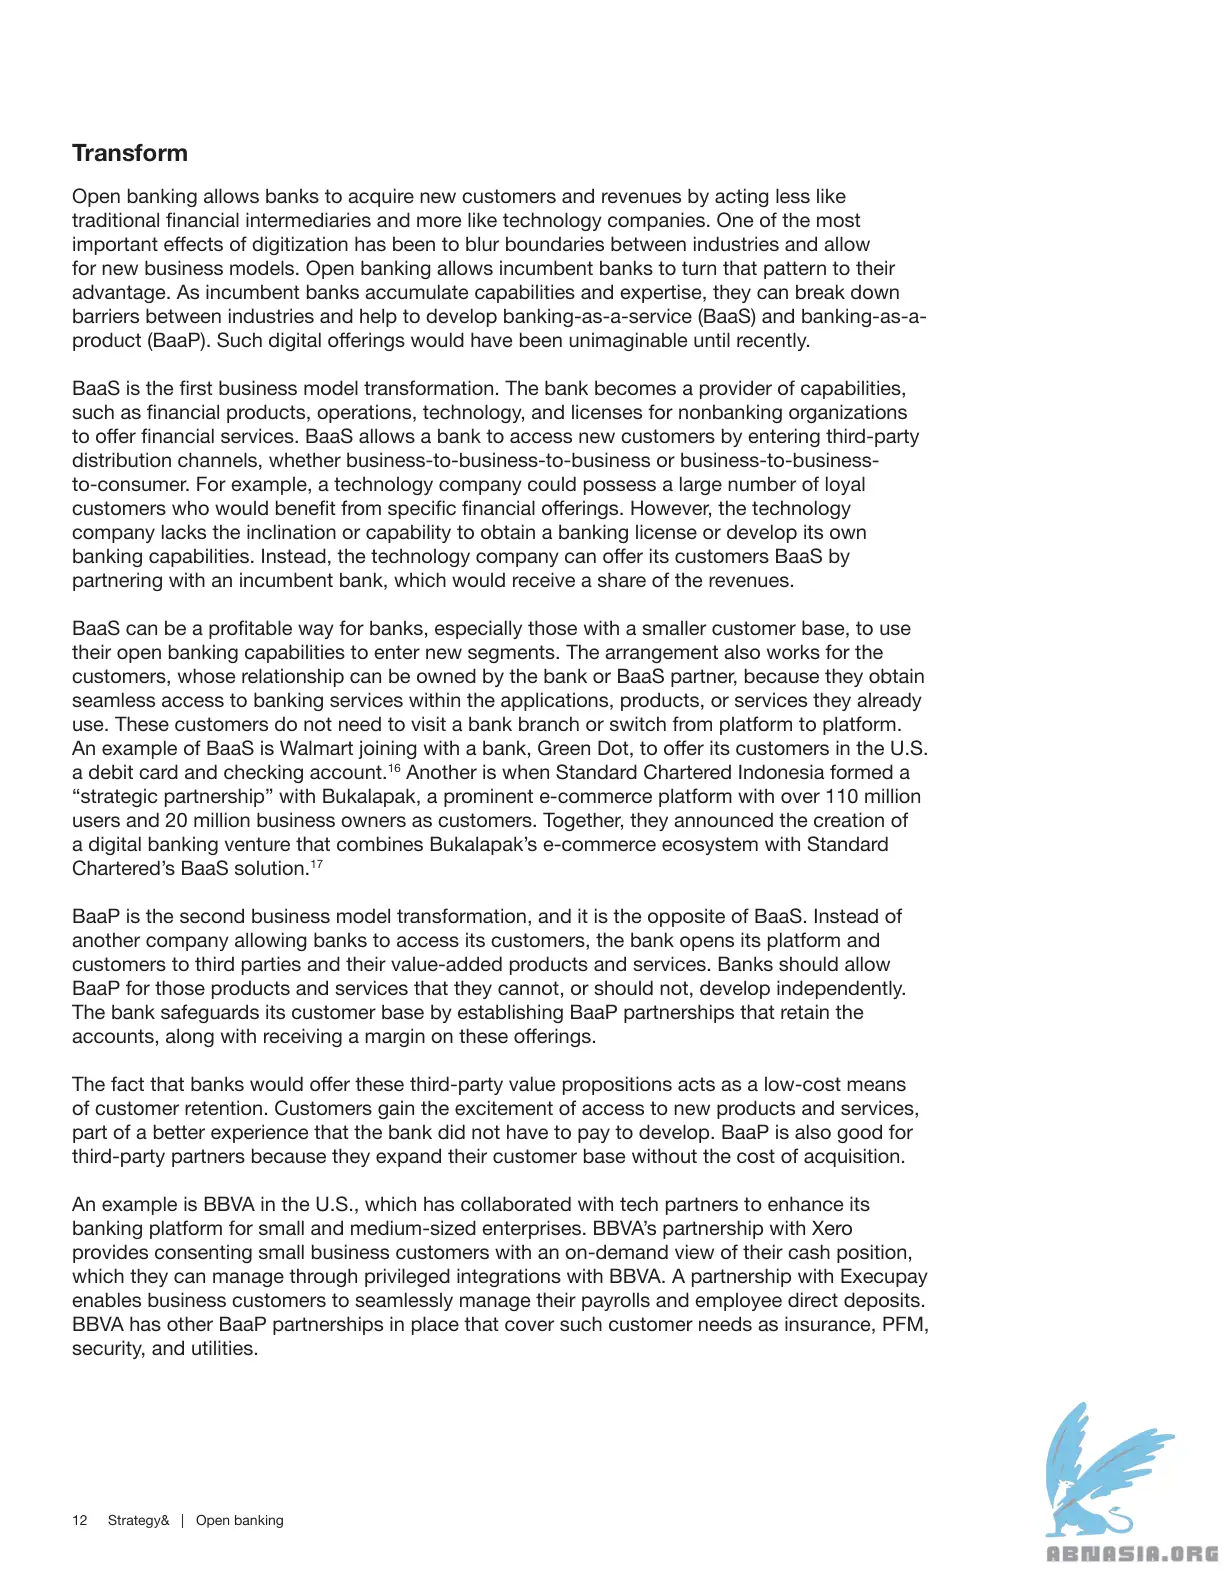 Transform
Open banking allows banks to acquire new customers and revenues by acting less like
traditional financial intermediaries and more like technology companies. One of the most
important effects of digitization has been to blur boundaries between industries and allow
for new business models. Open banking allows incumbent banks to turn that pattern to their
advantage. As incumbent banks accumulate capabilities and expertise, they can break down
barriers between industries and help to develop banking-as-a-service (BaaS) and banking-as-a-
product (BaaP). Such digital offerings would have been unimaginable until recently.
BaaS is the first business model transformation. The bank becomes a provider of capabilities,
such as financial products, operations, technology, and licenses for nonbanking organizations
to offer financial services. BaaS allows a bank to access new customers by entering third-party
distribution channels, whether business-to-business-to-business or business-to-business-
to-consumer. For example, a technology company could possess a large number of loyal
customers who would benefit from specific financial offerings. However, the technology
company lacks the inclination or capability to obtain a banking license or develop its own
banking capabilities. Instead, the technology company can offer its customers BaaS by
partnering with an incumbent bank, which would receive a share of the revenues.
BaaS can be a profitable way for banks, especially those with a smaller customer base, to use
their open banking capabilities to enter new segments. The arrangement also works for the
customers, whose relationship can be owned by the bank or BaaS partner, because they obtain
seamless access to banking services within the applications, products, or services they already
use. These customers do not need to visit a bank branch or switch from platform to platform.
An example of BaaS is Walmart joining with a bank, Green Dot, to offer its customers in the U.S.
a debit card and checking account.16 Another is when Standard Chartered Indonesia formed a
“strategic partnership” with Bukalapak, a prominent e-commerce platform with over 110 million
users and 20 million business owners as customers. Together, they announced the creation of
a digital banking venture that combines Bukalapak’s e-commerce ecosystem with Standard
Chartered’s BaaS solution.17
BaaP is the second business model transformation, and it is the opposite of BaaS. Instead of
another company allowing banks to access its customers, the bank opens its platform and
customers to third parties and their value-added products and services. Banks should allow
BaaP for those products and services that they cannot, or should not, develop independently.
The bank safeguards its customer base by establishing BaaP partnerships that retain the
accounts, along with receiving a margin on these offerings.
The fact that banks would offer these third-party value propositions acts as a low-cost means
of customer retention. Customers gain the excitement of access to new products and services,
part of a better experience that the bank did not have to pay to develop. BaaP is also good for
third-party partners because they expand their customer base without the cost of acquisition.
An example is BBVA in the U.S., which has collaborated with tech partners to enhance its
banking platform for small and medium-sized enterprises. BBVA’s partnership with Xero
provides consenting small business customers with an on-demand view of their cash position,
which they can manage through privileged integrations with BBVA. A partnership with Execupay
enables business customers to seamlessly manage their payrolls and employee direct deposits.
BBVA has other BaaP partnerships in place that cover such customer needs as insurance, PFM,
security, and utilities.
12 Strategy& | Open banking
ABNASIA.ORG